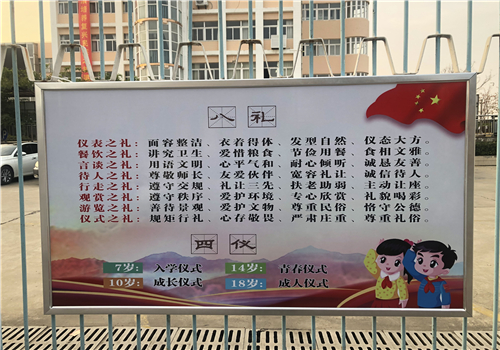 八礼
仪表之礼：面容整洁、衣着得体、发型自然、仪态大方。
餐饮之礼：讲究卫生、爱惜粮食、节俭用餐、食相文雅。
言谈之礼：用语文明、心平气和、耐心倾听、诚恳友善。
待人之礼：尊敬师长、友爱伙伴、宽容礼让、诚信待人。
行走之礼：遵守交规、礼让三先、扶老助弱、主动让座。
观赏之礼：遵守秩序、爱护环境、专心欣赏、礼貌喝彩。
游览之礼：善待景观、爱护文物、尊重民俗、恪守公德。
仪式之礼：规矩行礼、心存敬畏、严肃庄重、尊重礼俗。
四仪
7岁：入学仪式 14岁：青春仪式
10岁：成长仪式 18岁：成人仪式